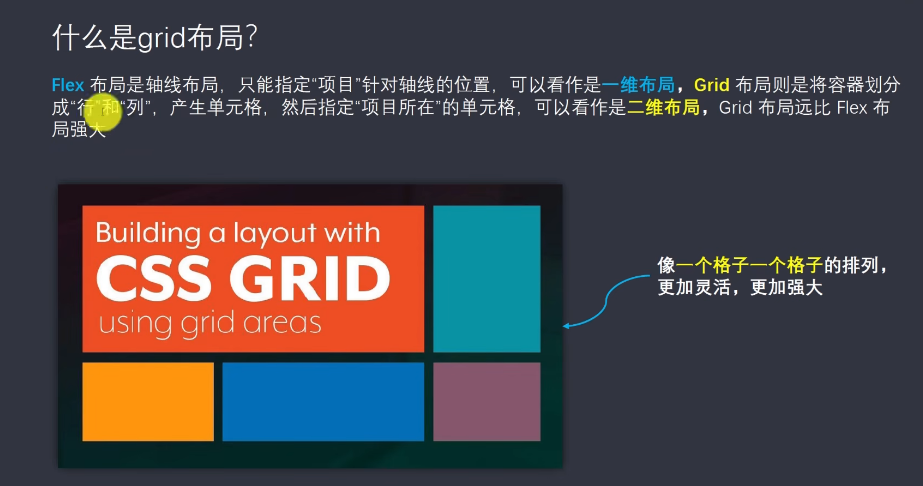 什么是grid布局?
Flex 布局是轴线布局，只能指定“项目”针对轴线的位置，可以看作是一维布局，Grid 布局则是将容器划分
成“行”和“列”，产生单元格，然后指定“项目所在”的单元格，可以看作是二维布局，Grid 布局远比 Flex 布
局强大
Building a layout with
CSS GRID
using grid areas
像一个格子一个格子的排列，
更加灵活，更加强大